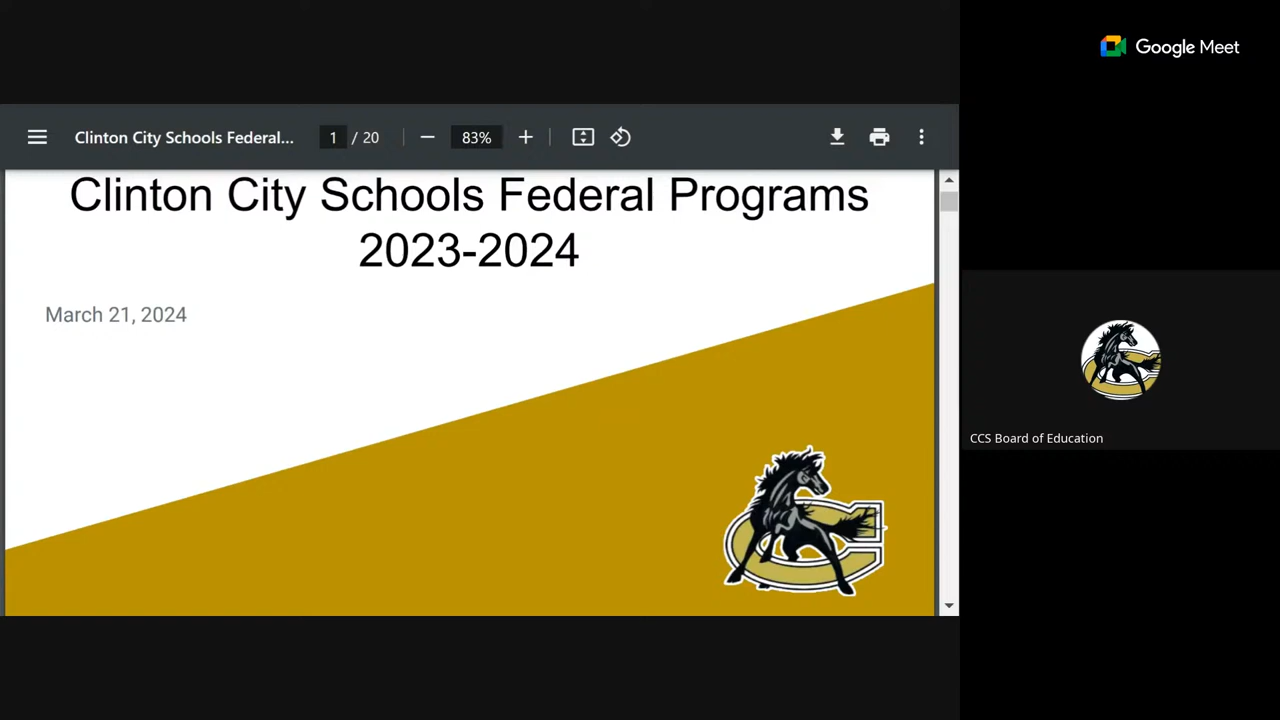 Google Meet
Clinton City Schools Federal...
1 / 20
83%
Clinton City Schools Federal Programs
2023-2024
March 21, 2024
CCS Board of Education